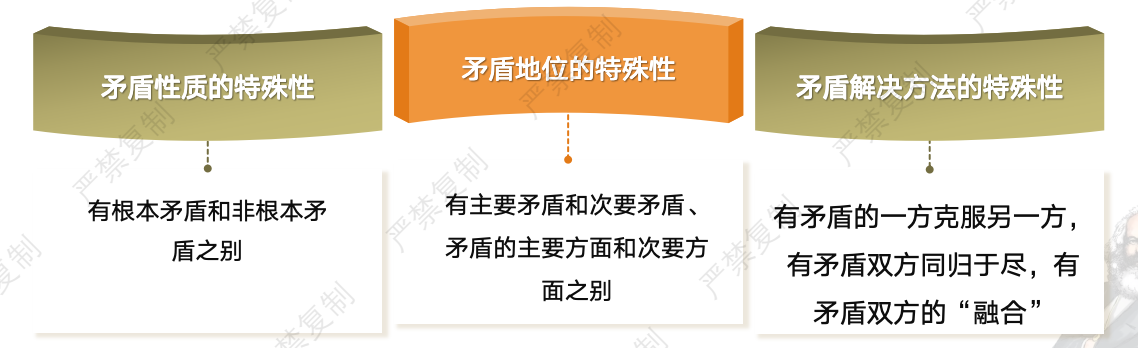 矛盾性质的特殊性
有根本矛盾和非根本矛
盾之别
矛盾地位的特殊性
有主要矛盾和次要矛盾、
矛盾的主要方面和次要方
面之别
矛盾解决方法的特殊性
有矛盾的一方克服另一方，
有矛盾双方同归于尽，有
矛盾双方的“融合”
严禁复制
严禁复制
严禁复制
严禁复制
严禁复制
严禁复制
严禁复制